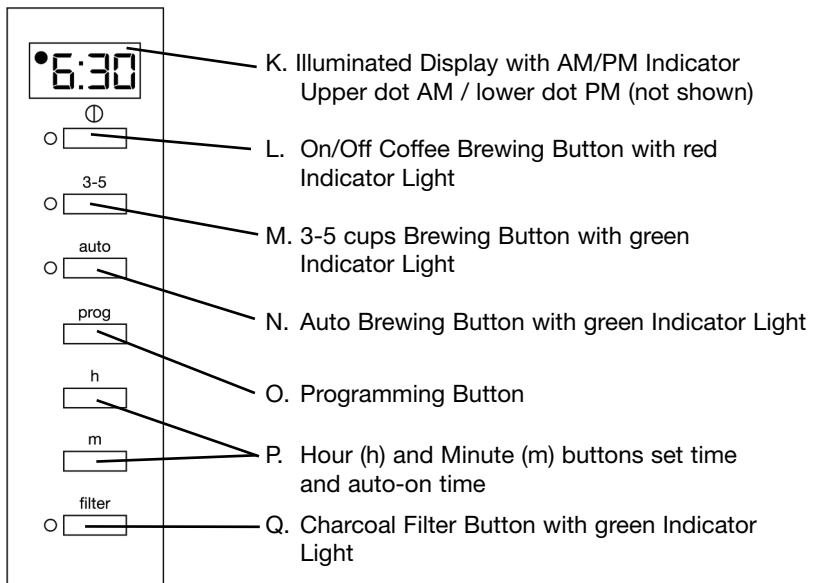 6:30
K. Illuminated Display with AM/PM Indicator
Upper dot AM / lower dot PM (not shown)
L. On/Off Coffee Brewing Button with red
Indicator Light
3-5
M. 3-5 cups Brewing Button with green
Indicator Light
auto
N. Auto Brewing Button with green Indicator Light
prog
O. Programming Button
h
P. Hour (h) and Minute (m) buttons set time
and auto-on time
m
filter
Q. Charcoal Filter Button with green Indicator
Light